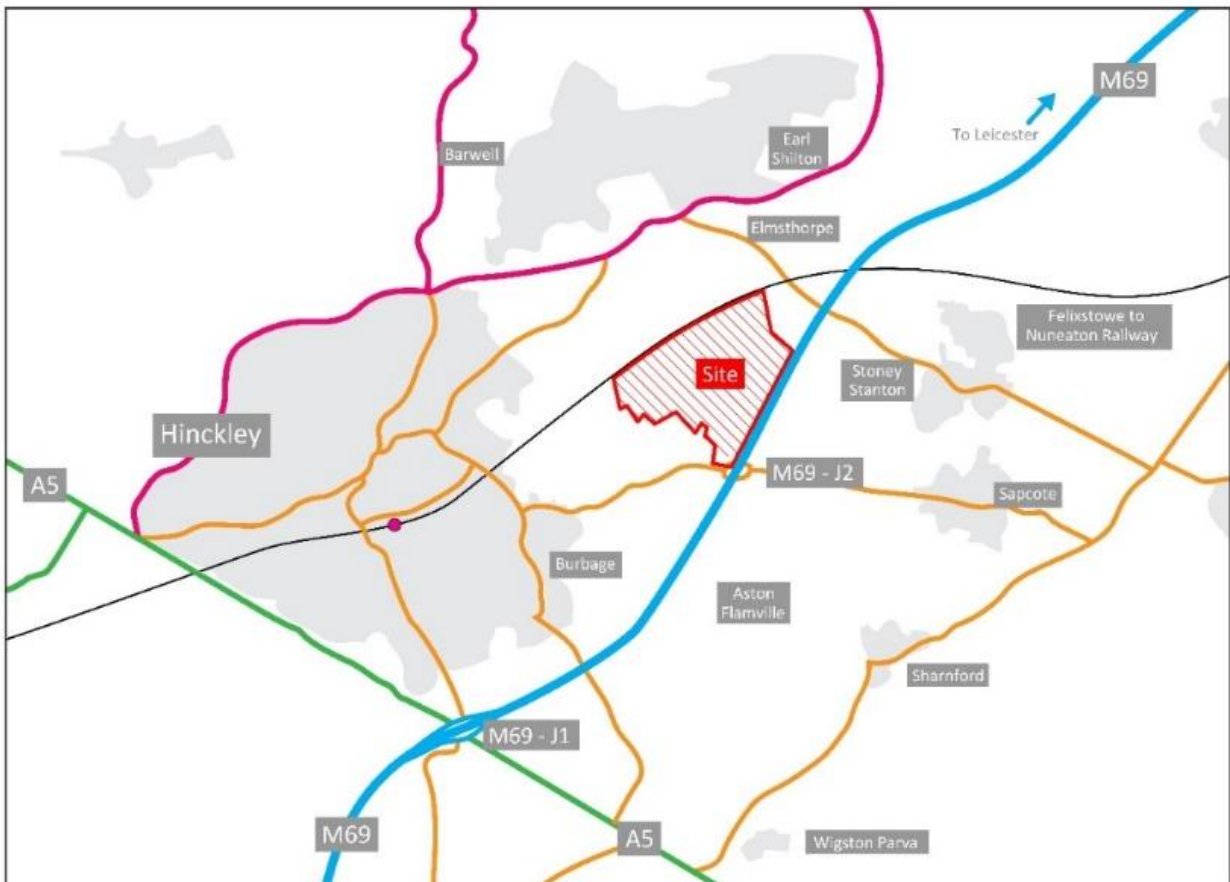 M69
To Leicester
Earl
Shilton
Barwell
Elmsthorpe
Felixstowe to
Nuneaton Railway
Site
Stoney
Stanton
Hinckley
M69 - J2
A5
Sapcote
Burbage
Aston
Flamville
Sharnford
M69 - J1
M69
A5
Wigston Parva